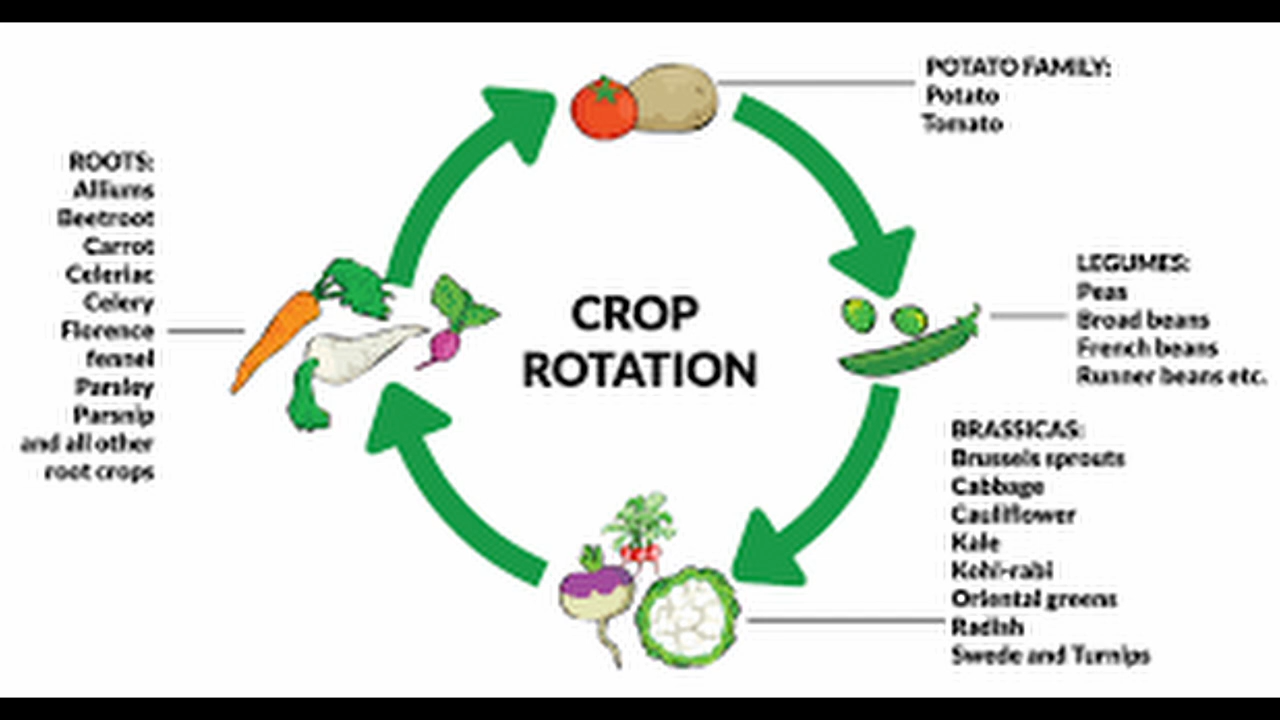 CROP
ROTATION
POTATO FAMILY:
Potato
Tomato
LEGUMES:
Peas
Broad beans
French beans
Runner beans etc.
BRASSICAS:
Brussels sprouts
Cabbage
Cauliflower
Kale
Kohl-rabi
Oriental greens
Radish
Swede and Turnips
ROOTS:
Alliums
Beetroot
Carrot
Celeriac
Celery
Florence
fennel
Parsley
Parsnip
and all other
root crops